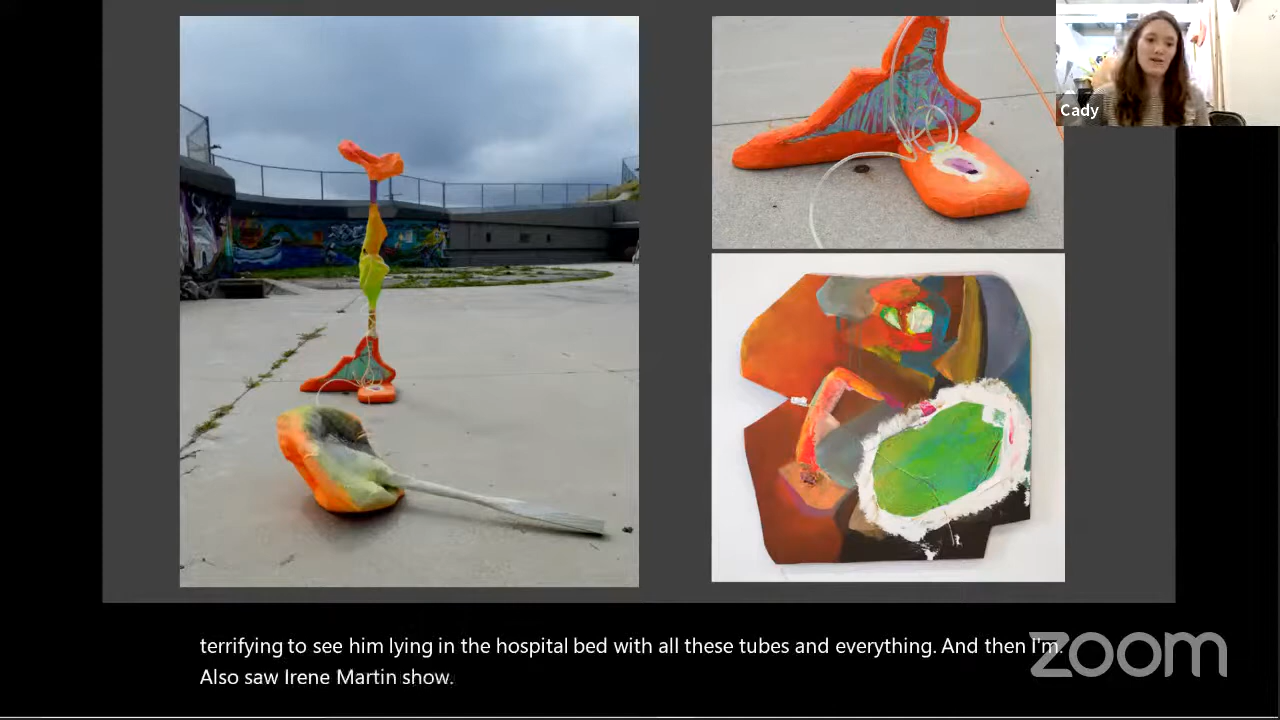 Cady
terrifying to see him lying in the hospital bed with all these tubes and everything. And then I'm.
Also saw Irene Martin show.
zoom